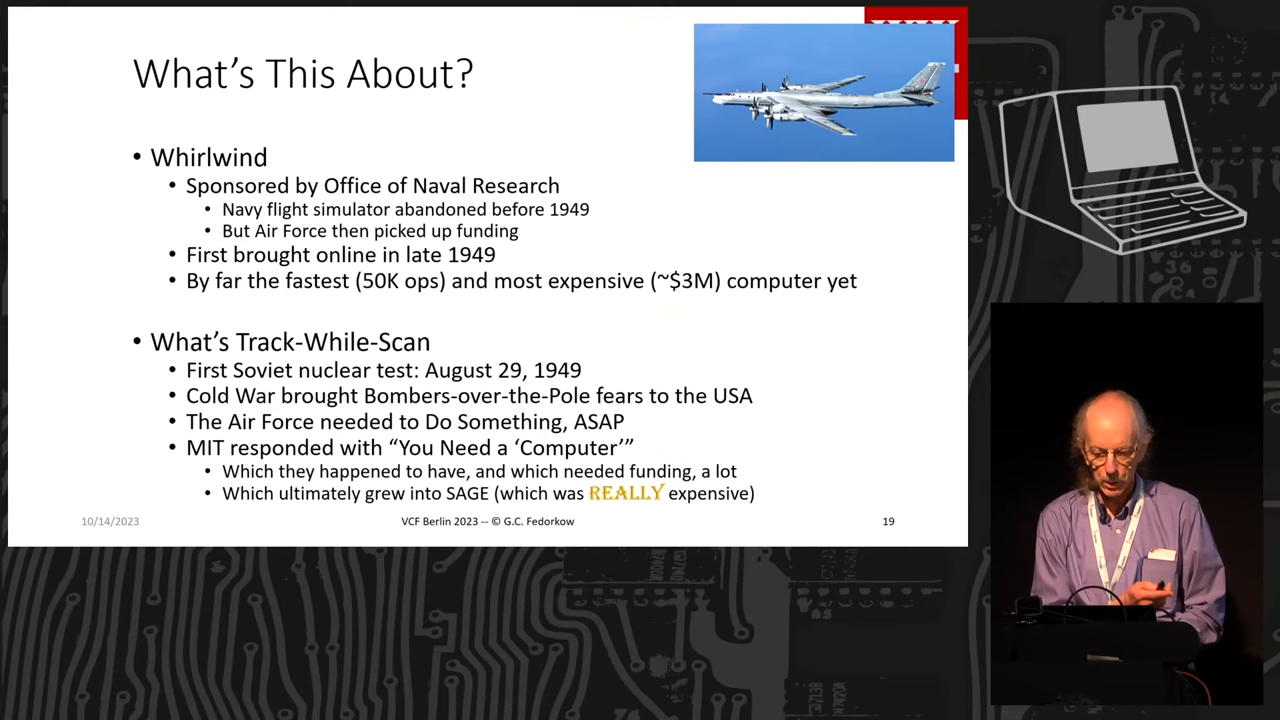 What's This About?
• Whirlwind
• Sponsored by Office of Naval Research
• Navy flight simulator abandoned before 1949
• But Air Force then picked up funding
• First brought online in late 1949
• By far the fastest (50K ops) and most expensive (~$3M) computer yet
• What's Track-While-Scan
• First Soviet nuclear test: August 29, 1949
• Cold War brought Bombers-over-the-Pole fears to the USA
• The Air Force needed to Do Something, ASAP
• MIT responded with “You Need a ‘Computer’”
• Which they happened to have, and which needed funding, a lot
• Which ultimately grew into SAGE (which was REALLY expensive)
10/14/2023
VCF Berlin 2023 -- © G.C. Fedorkow
19